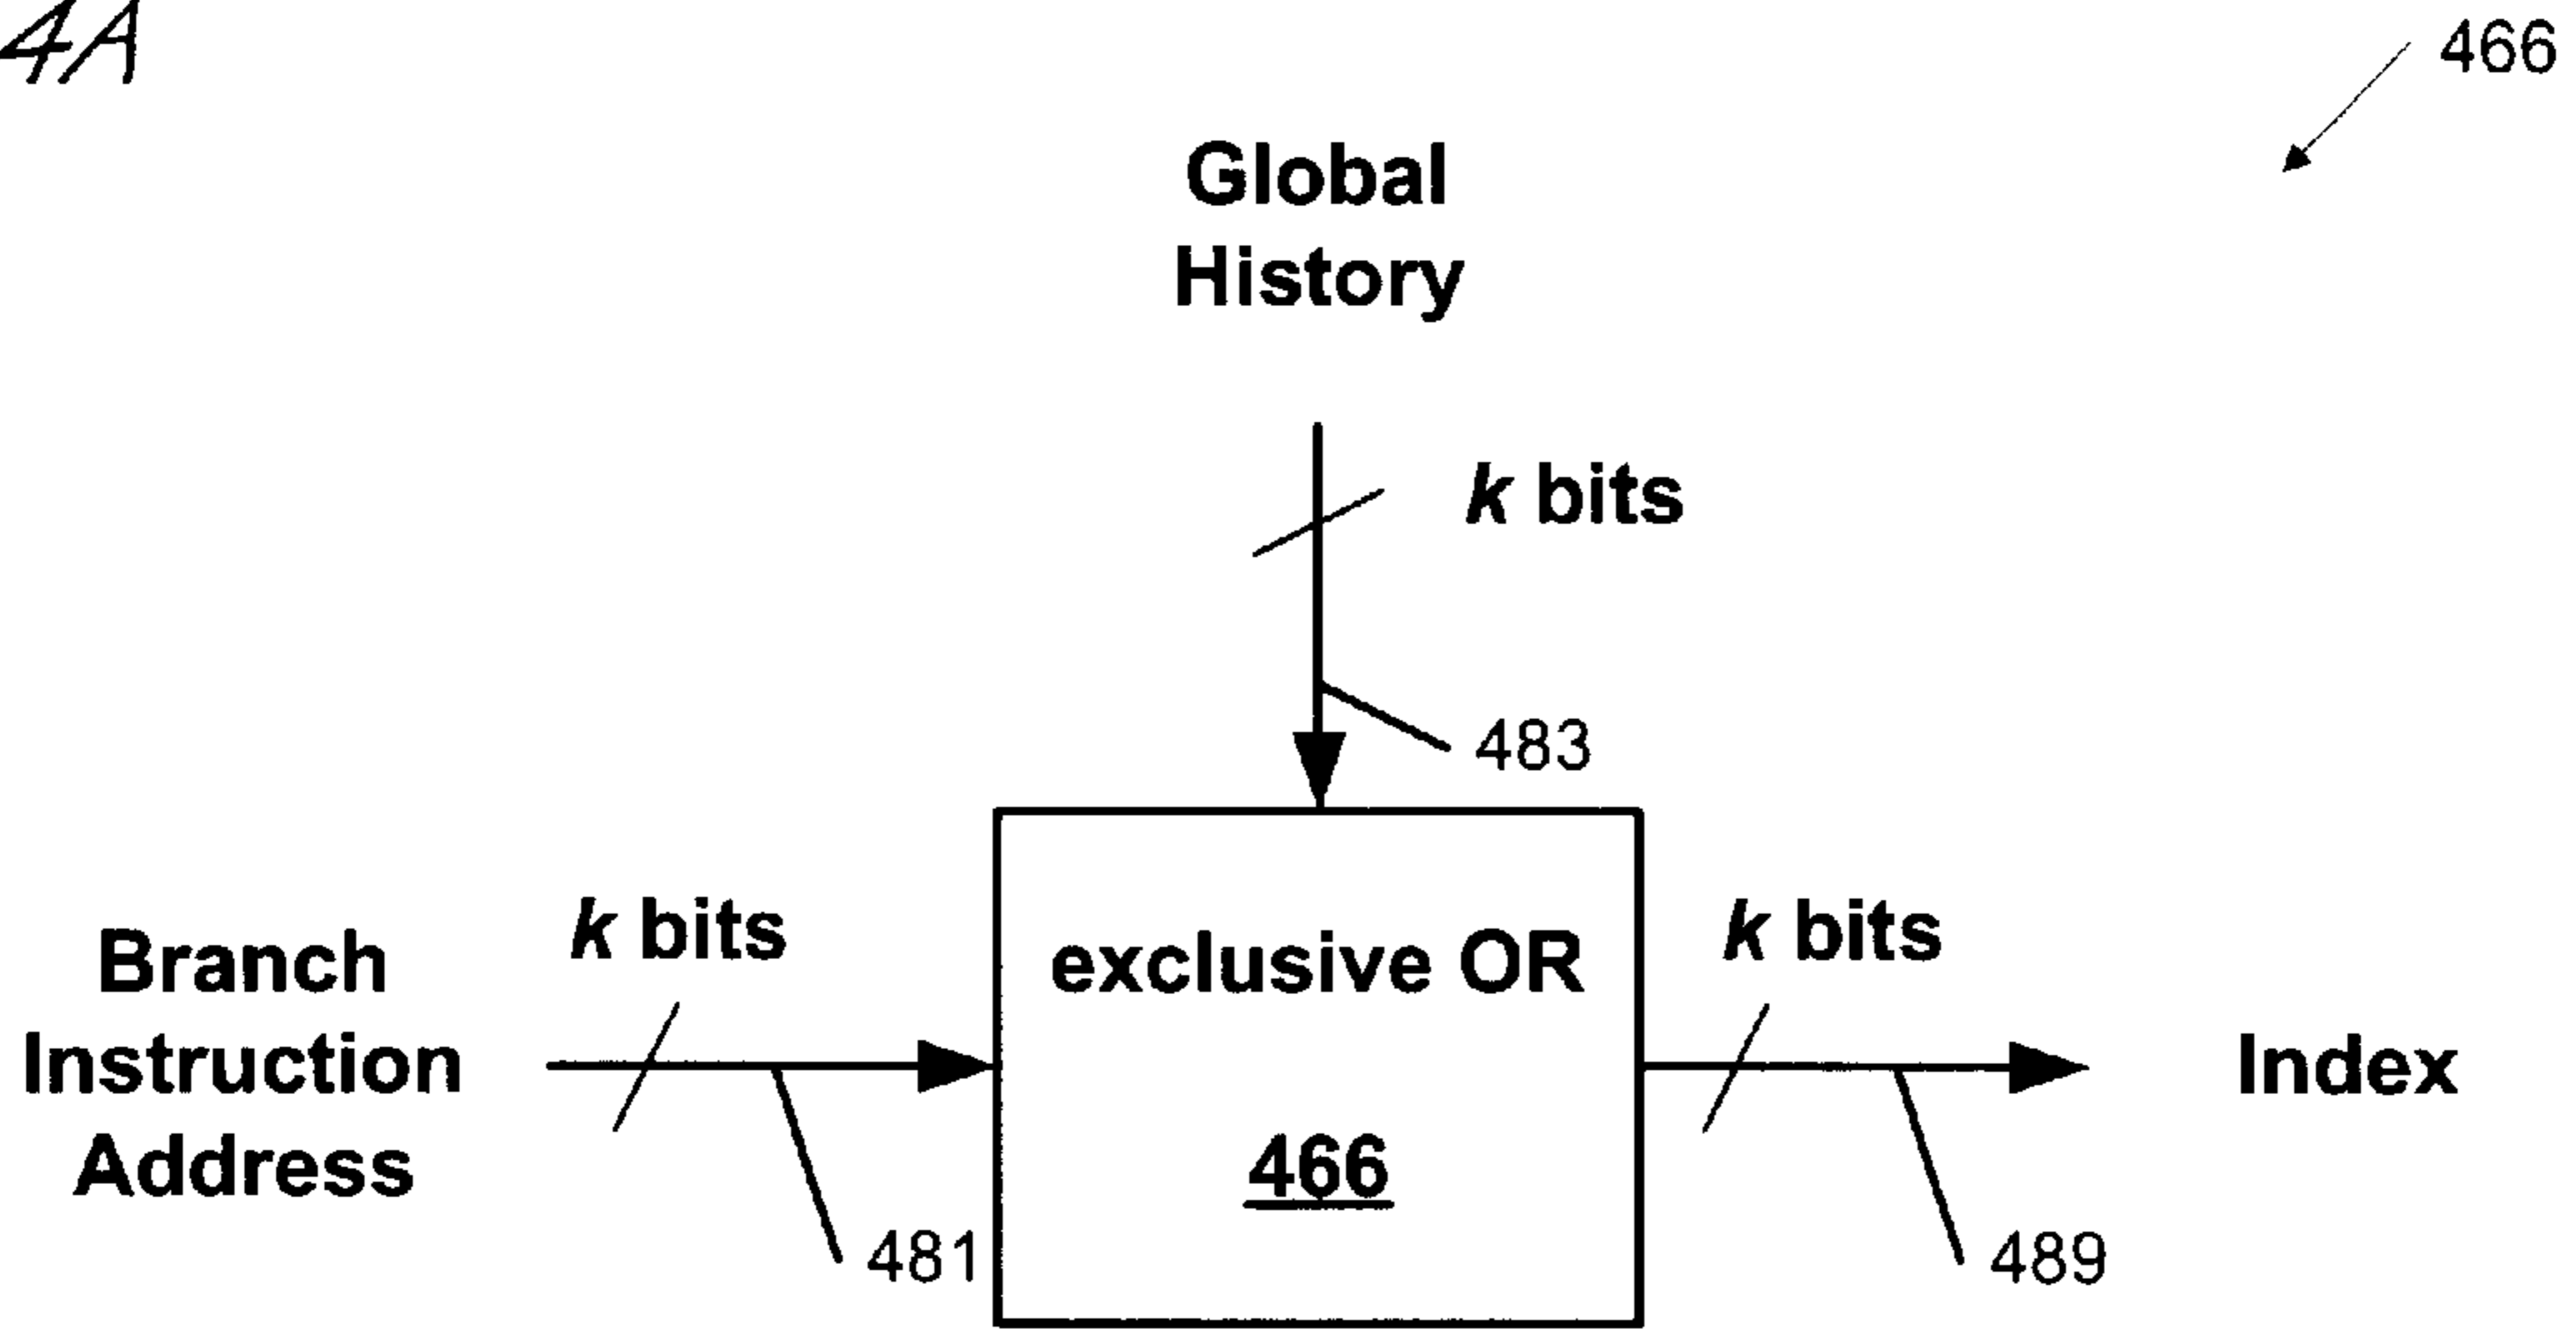 4A
466
Global
History
k bits
483
k bits
Branch
Instruction
Address
481
exclusive OR
466
k bits
489
Index